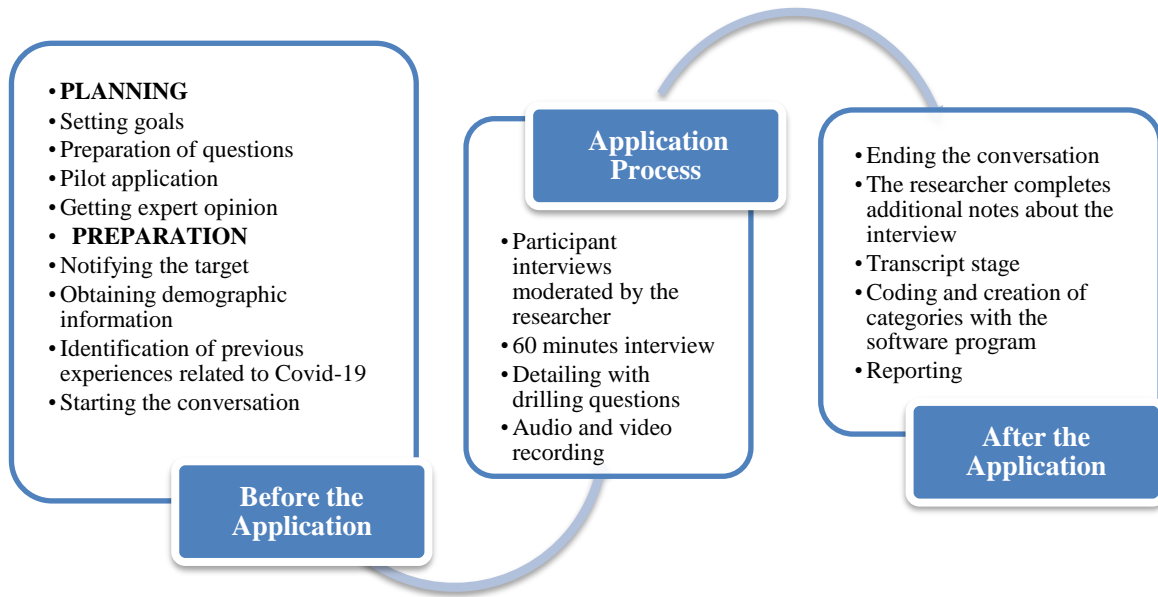 • PLANNING
• Setting goals
• Preparation of questions
• Pilot application
• Getting expert opinion
• PREPARATION
• Notifying the target
• Obtaining demographic
information
• Identification of previous
experiences related to Covid-19
• Starting the conversation
Before the
Application
Application
Process
• Participant
interviews
moderated by the
researcher
• 60 minutes interview
• Detailing with
drilling questions
• Audio and video
recording
• Ending the conversation
• The researcher completes
additional notes about the
interview
• Transcript stage
• Coding and creation of
categories with the
software program
• Reporting
After the
Application